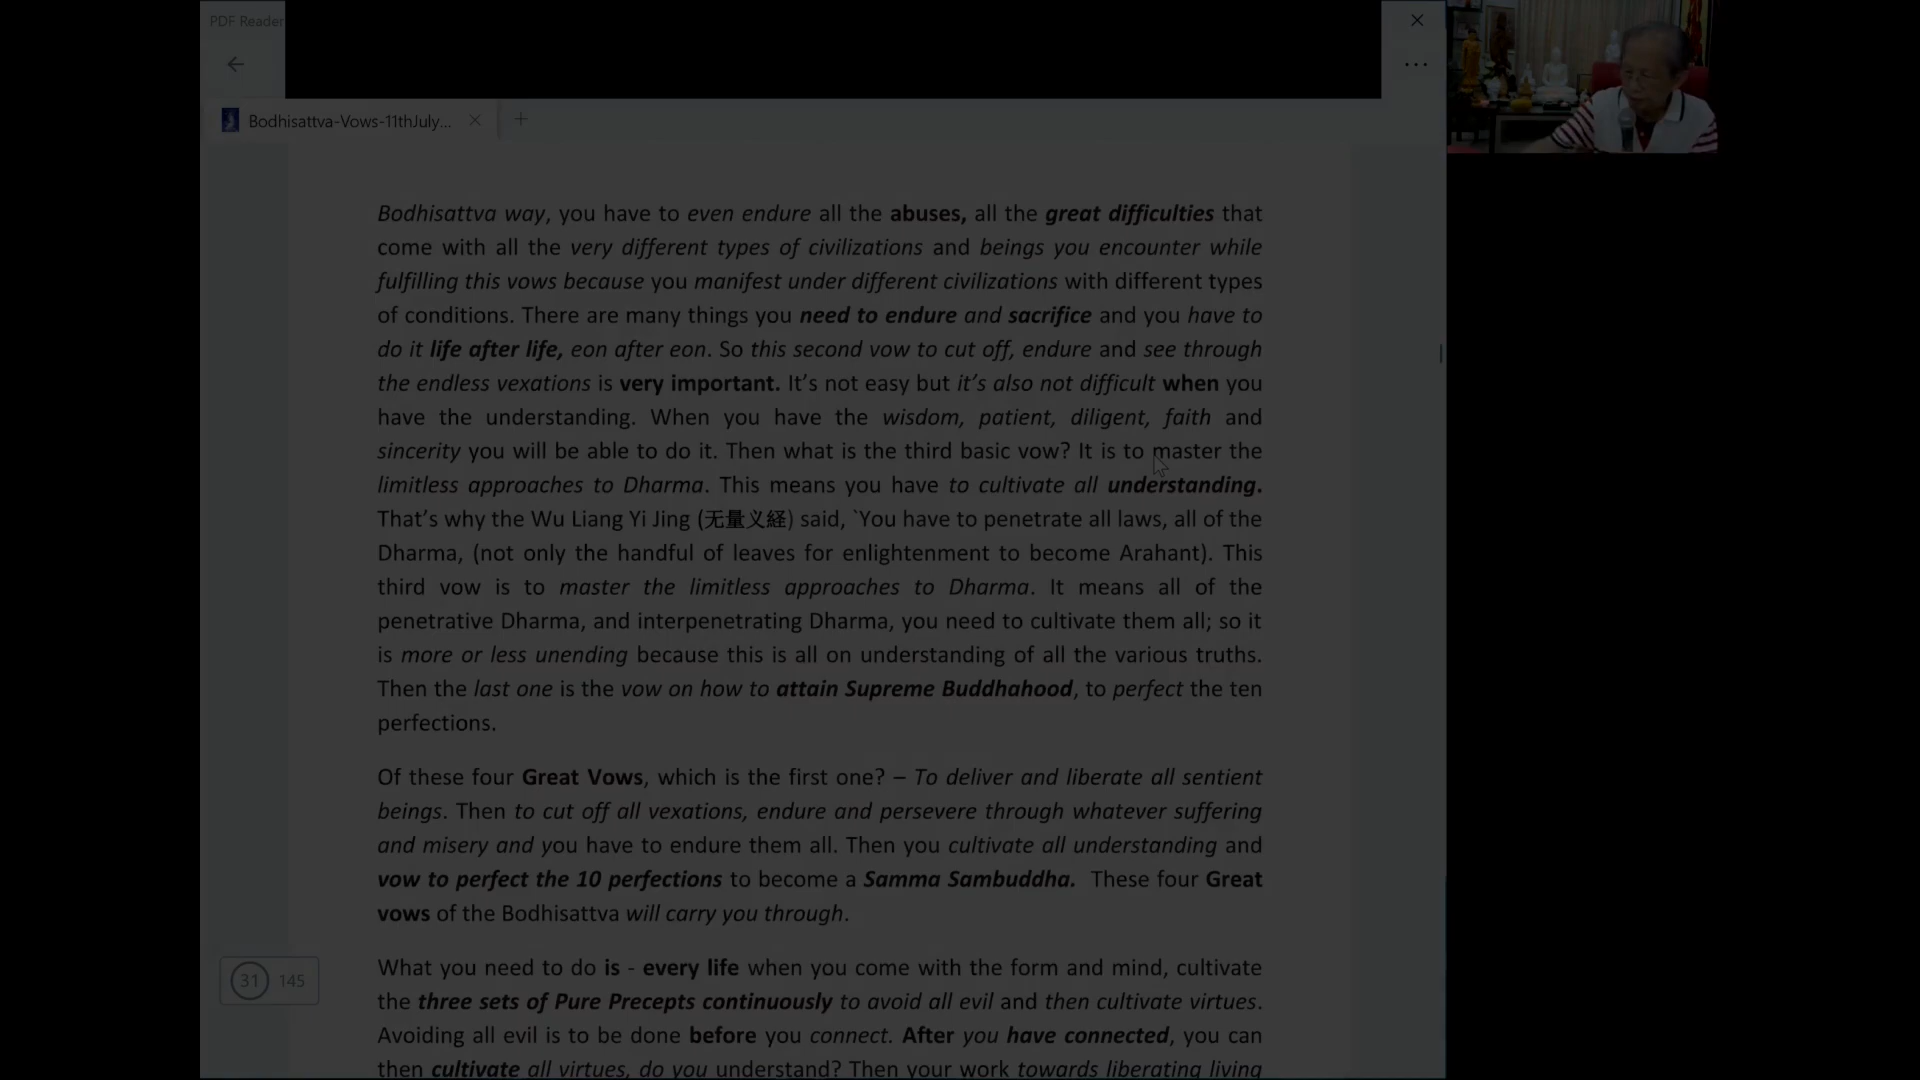 PDF Reader
Bodhisattva-Vows-11thJuly...
Bodhisattva way, you have to even endure all the abuses, all the great difficulties that
come with all the very different types of civilizations and beings you encounter while
fulfilling this vows because you manifest under different civilizations with different types
of conditions. There are many things you need to endure and sacrifice and you have to
do it life after life, eon after eon. So this second vow to cut off, endure and see through
the endless vexations is very important. It’s not easy but it’s also not difficult when you
have the understanding. When you have the wisdom, patient, diligent, faith and
sincerity you will be able to do it. Then what is the third basic vow? It is to master the
limitless approaches to Dharma. This means you have to cultivate all understanding.
That’s why the Wu Liang Yi Jing (无量义経) said, `You have to penetrate all laws, all of the
Dharma, (not only the handful of leaves for enlightenment to become Arahant). This
third vow is to master the limitless approaches to Dharma. It means all of the
penetrative Dharma, and interpenetrating Dharma, you need to cultivate them all; so it
is more or less unending because this is all on understanding of all the various truths.
Then the last one is the vow on how to attain Supreme Buddhahood, to perfect the ten
perfections.
Of these four Great Vows, which is the first one? – To deliver and liberate all sentient
beings. Then to cut off all vexations, endure and persevere through whatever suffering
and misery and you have to endure them all. Then you cultivate all understanding and
vow to perfect the 10 perfections to become a Samma Sambuddha. These four Great
vows of the Bodhisattva will carry you through.
What you need to do is - every life when you come with the form and mind, cultivate
the three sets of Pure Precepts continuously to avoid all evil and then cultivate virtues.
Avoiding all evil is to be done before you connect. After you have connected, you can
then cultivate all virtues, do you understand? Then your work towards liberating living
31 145